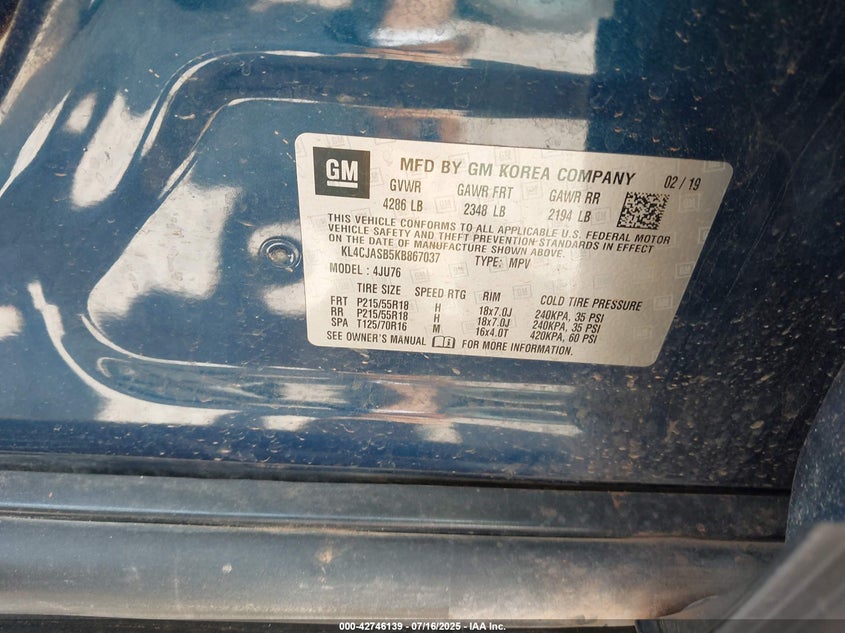 GM
MFD BY GM KOREA COMPANY 02 / 19
GVWR GAWR FRT GAWR RR
4286 LB 2348 LB 2194 LB
THIS VEHICLE CONFORMS TO ALL APPLICABLE U.S. FEDERAL MOTOR
VEHICLE SAFETY AND THEFT PREVENTION STANDARDS IN EFFECT
ON THE DATE OF MANUFACTURE SHOWN ABOVE.
KL4CJASB5KB867037 TYPE: MPV
MODEL : 4JU76
TIRE SIZE SPEED RTG RIM COLD TIRE PRESSURE
FRT P215/55R18 H 18x7.0J 240KPA, 35 PSI
RR P215/55R18 H 18x7.0J 240KPA, 35 PSI
SPA T125/70R16 M 16x4.0T 420KPA, 60 PSI
SEE OWNER'S MANUAL FOR MORE INFORMATION.
000-42746139 - 07/16/2025 - IAA Inc.